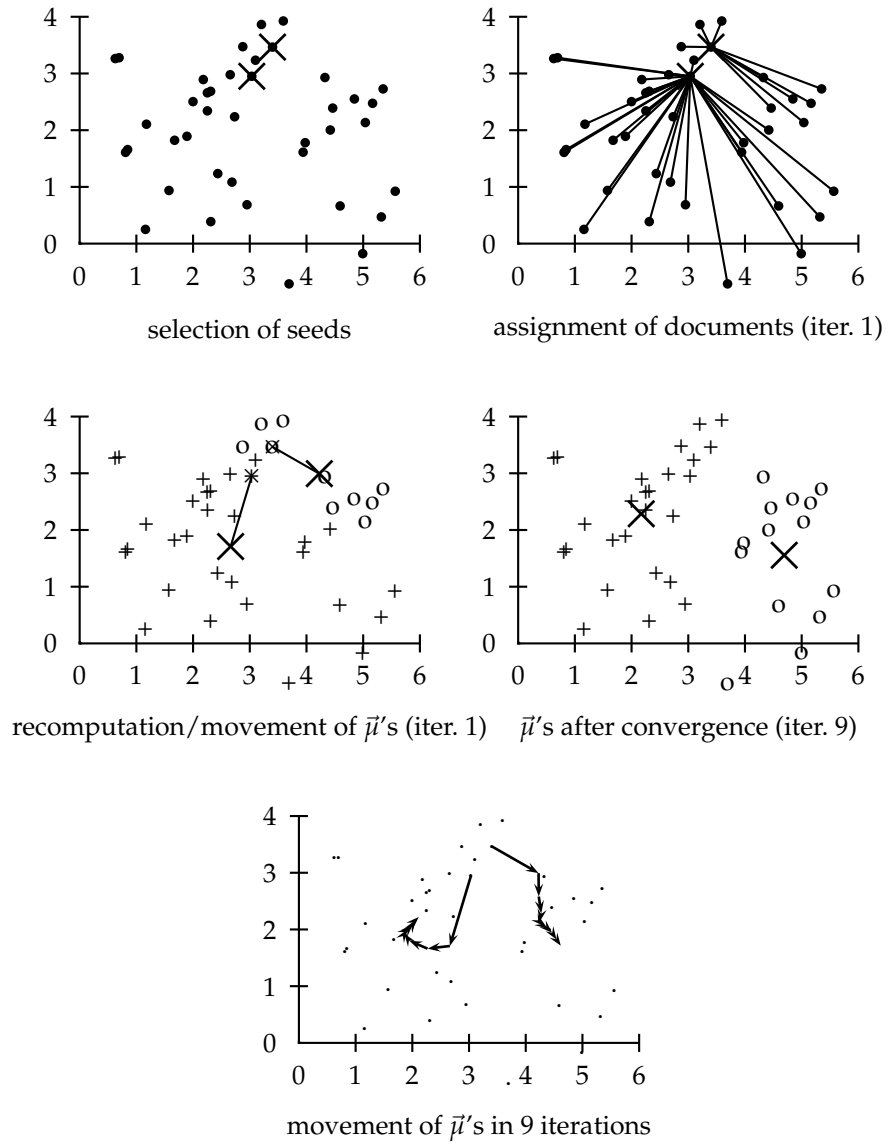 4
3
2
1
0
0 1 2 3 4 5 6
selection of seeds
4
3
2
1
0
0 1 2 3 4 5 6
assignment of documents (iter. 1)
4
3
2
1
0
0 1 2 3 4 5 6
recomputation/movement of μ⃗'s (iter. 1)
4
3
2
1
0
0 1 2 3 4 5 6
μ⃗'s after convergence (iter. 9)
4
3
2
1
0
0 1 2 3 4 5 6
movement of μ⃗'s in 9 iterations